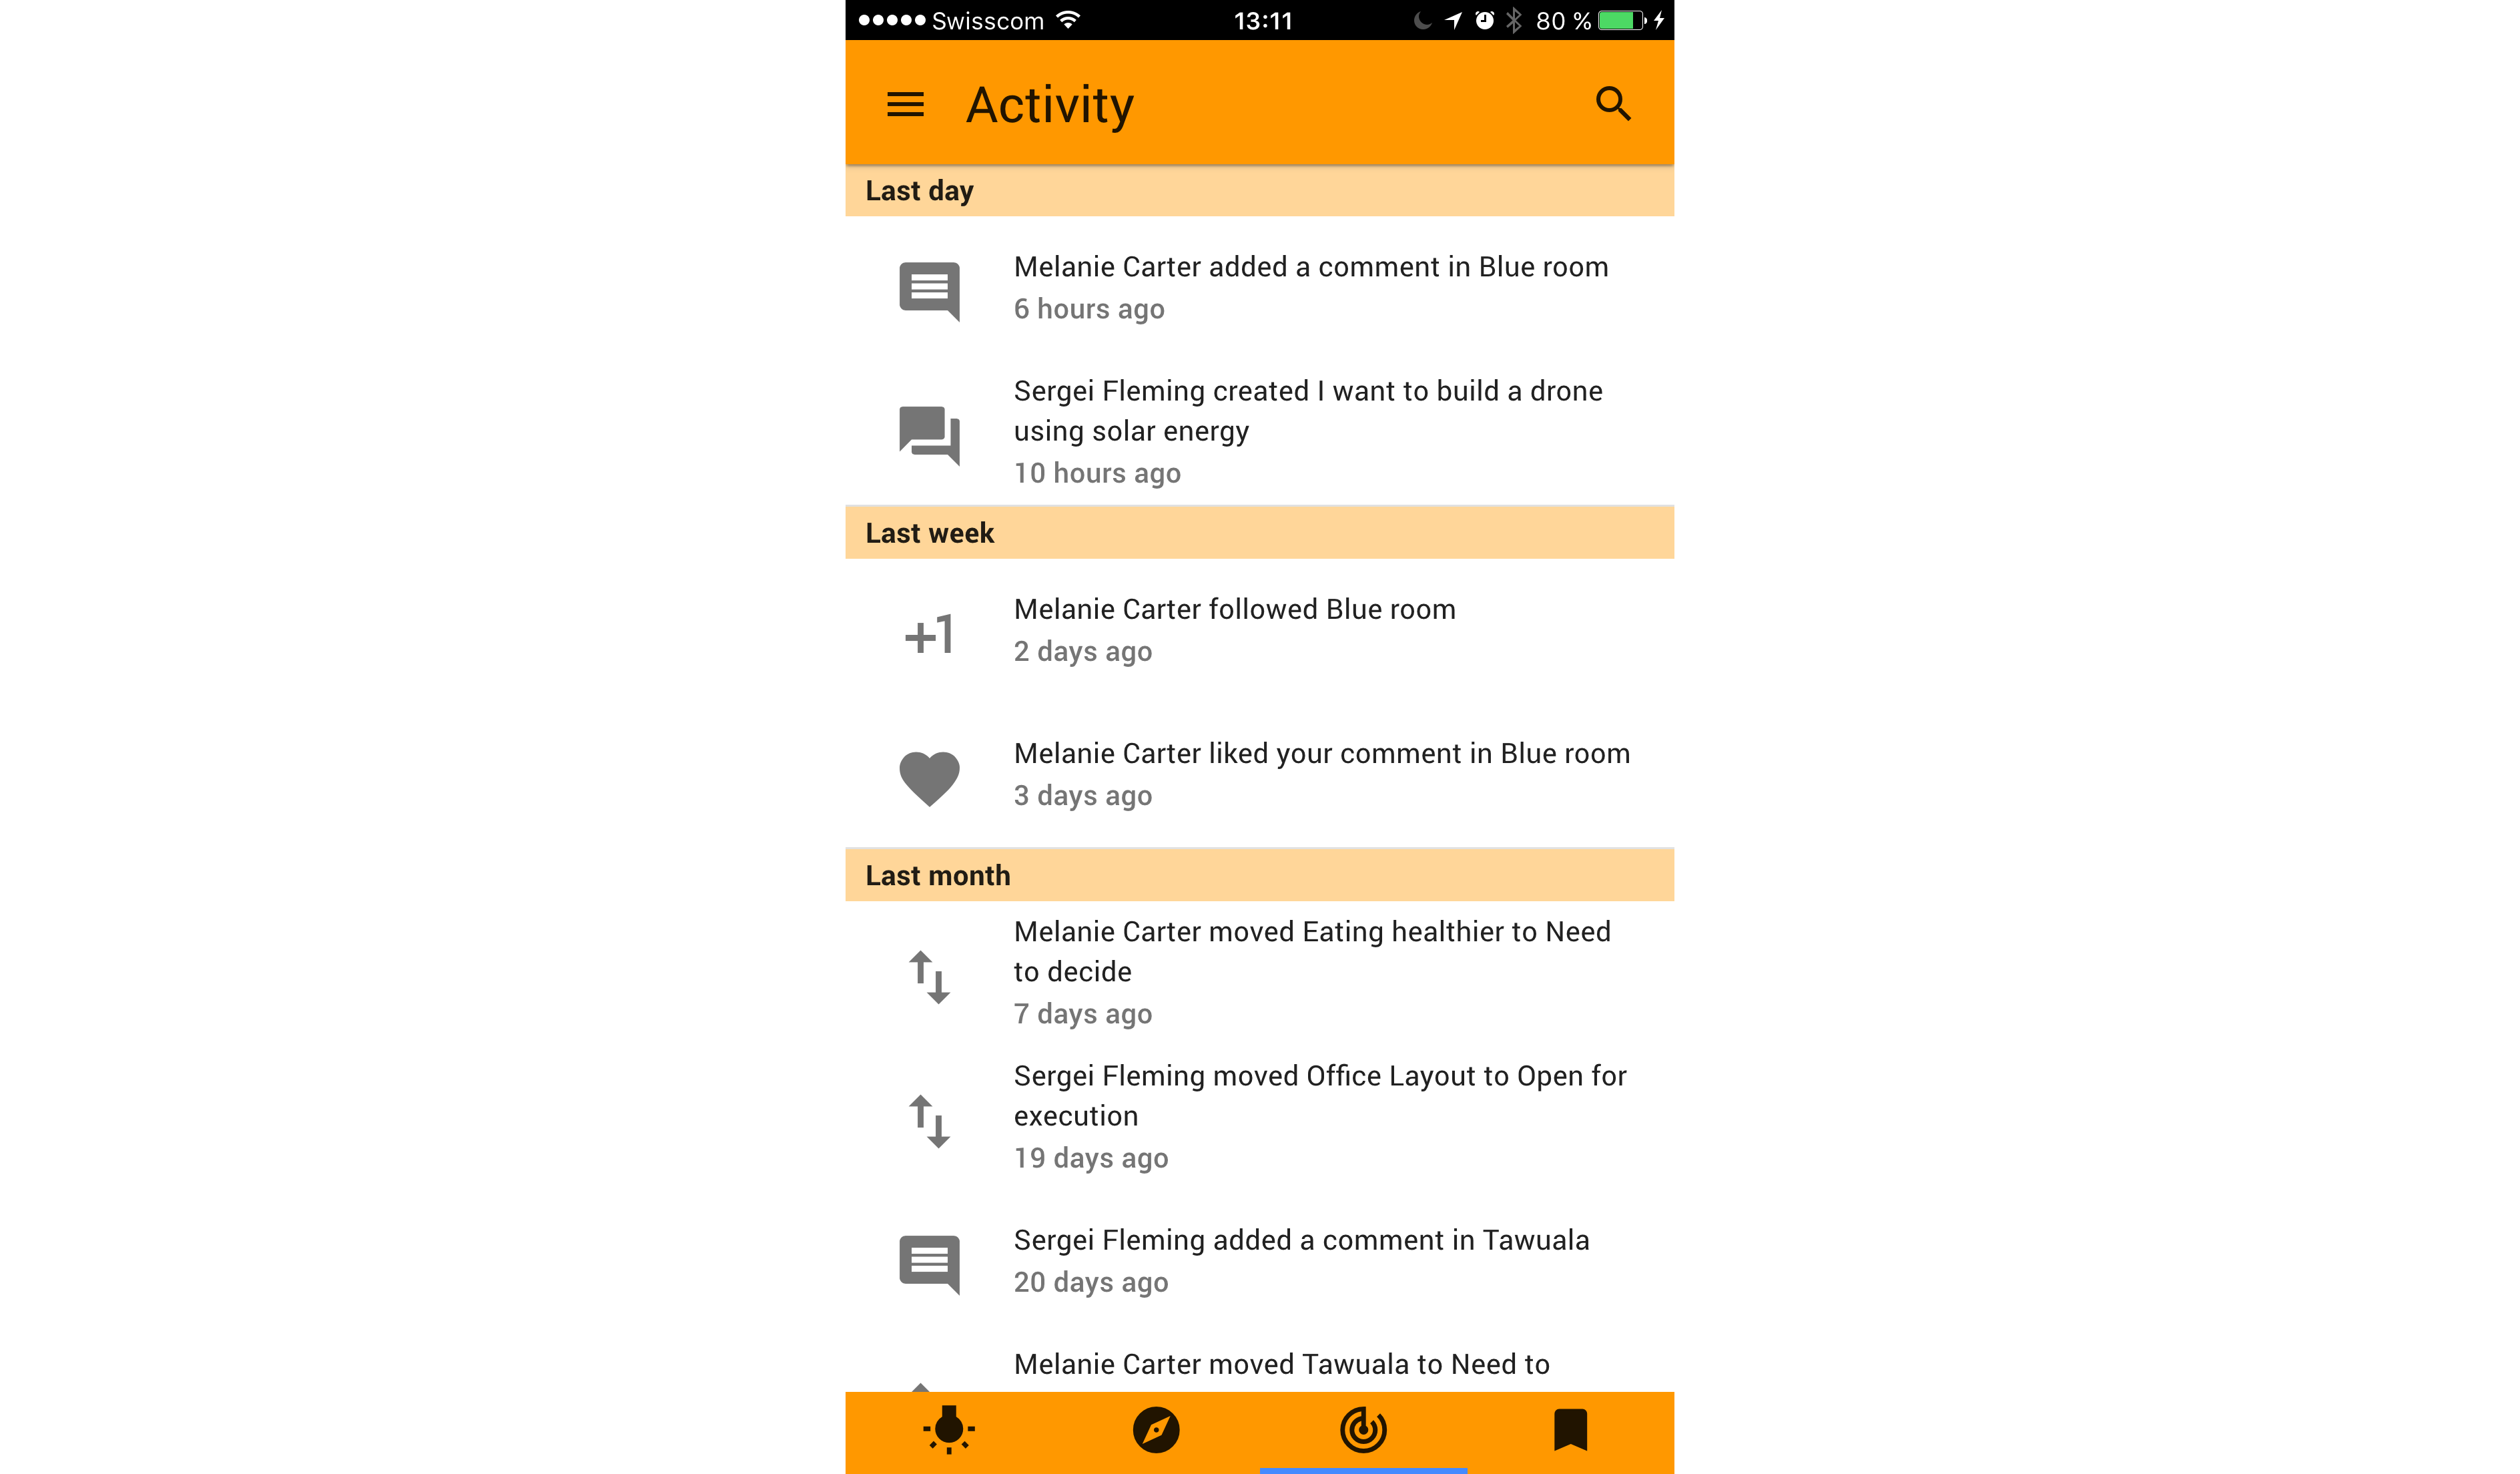 Swisscom 13:11 80 %
Activity
Last day
Melanie Carter added a comment in Blue room
6 hours ago
Sergei Fleming created I want to build a drone
using solar energy
10 hours ago
Last week
+1
Melanie Carter followed Blue room
2 days ago
Melanie Carter liked your comment in Blue room
3 days ago
Last month
Melanie Carter moved Eating healthier to Need
to decide
7 days ago
Sergei Fleming moved Office Layout to Open for
execution
19 days ago
Sergei Fleming added a comment in Tawuala
20 days ago
Melanie Carter moved Tawuala to Need to